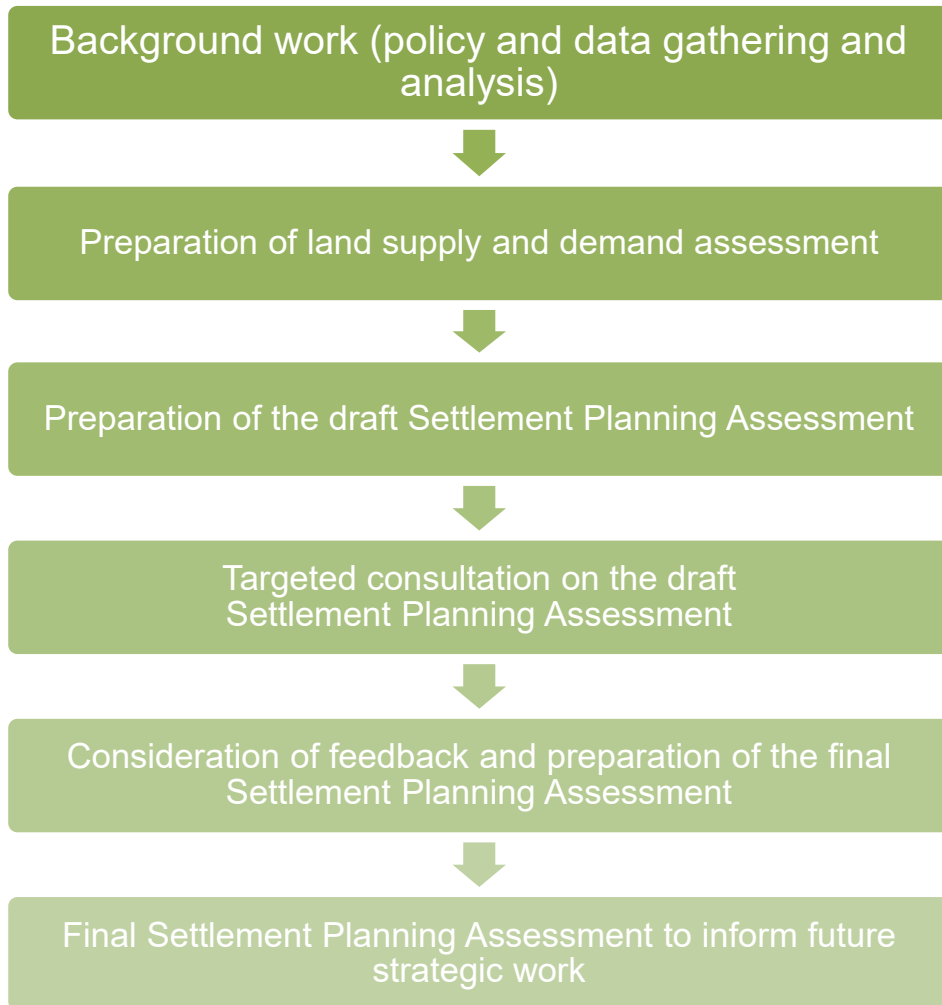 Background work (policy and data gathering and
analysis)
Preparation of land supply and demand assessment
Preparation of the draft Settlement Planning Assessment
Targeted consultation on the draft
Settlement Planning Assessment
Consideration of feedback and preparation of the final
Settlement Planning Assessment
Final Settlement Planning Assessment to inform future
strategic work